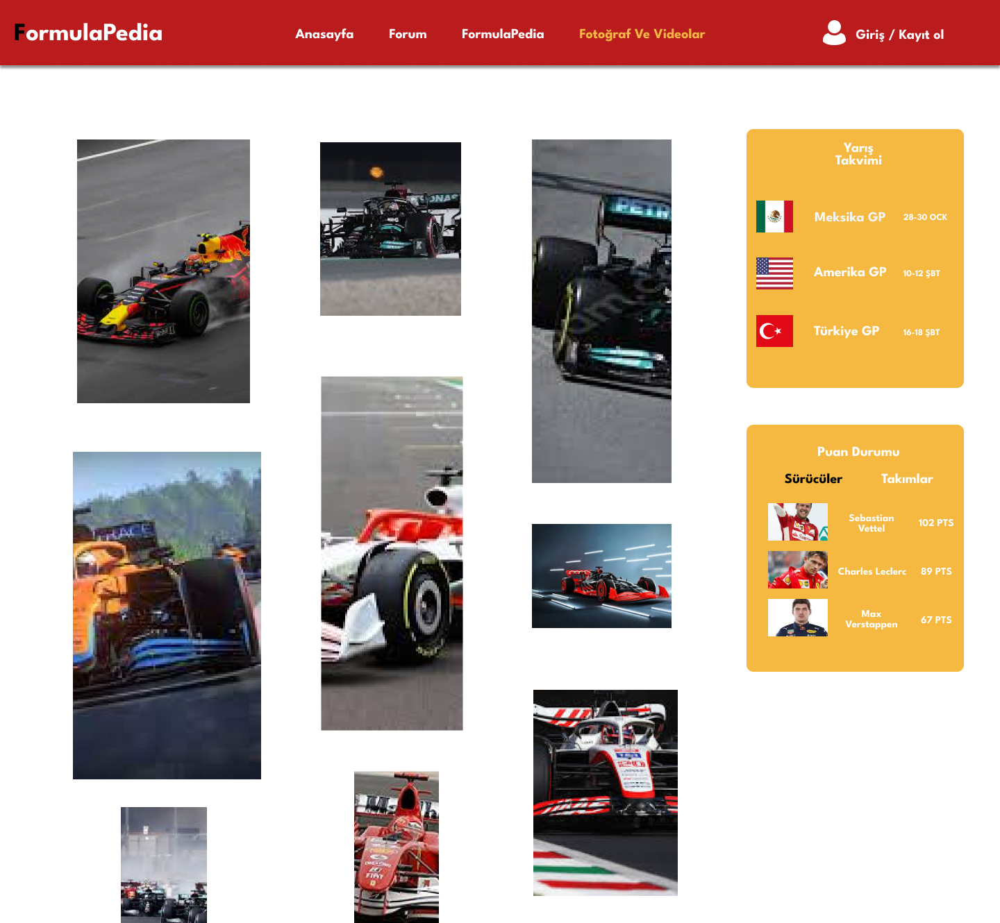 FormulaPedia
Anasayfa
Forum
FormulaPedia
Fotoğraf Ve Videolar
Giriş / Kayıt ol
Yarış
Takvimi
Meksika GP
28-30 OCK
Amerika GP
10-12 ŞBT
Türkiye GP
16-18 ŞBT
Puan Durumu
Sürücüler
Takımlar
Sebastian
Vettel
102 PTS
Charles Leclerc
89 PTS
Max
Verstappen
67 PTS
FIAT